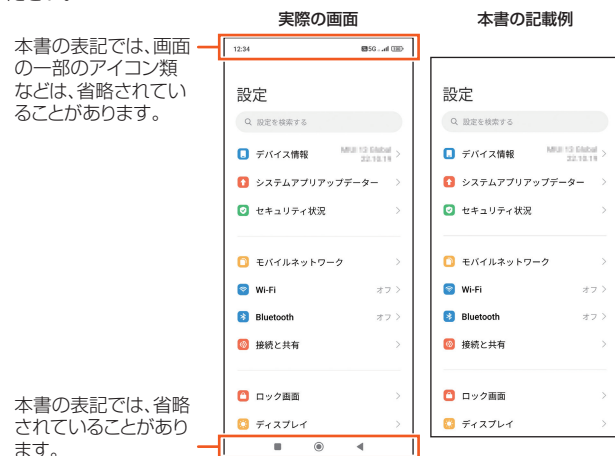 実際の画面
本書の記載例
本書の表記では、画面
の一部のアイコン類
などは、省略されてい
ることがあります。
12:34
5G
設定
設定を検索する
デバイス情報
システムアプリアップデーター
セキュリティ状況
モバイルネットワーク
Wi-Fi オフ
Bluetooth オフ
接続と共有
ロック画面
ディスプレイ
設定
設定を検索する
デバイス情報
システムアプリアップデーター
セキュリティ状況
モバイルネットワーク
Wi-Fi オフ
Bluetooth オフ
接続と共有
ロック画面
ディスプレイ
本書の表記では、省略
されていることがあり
ます。